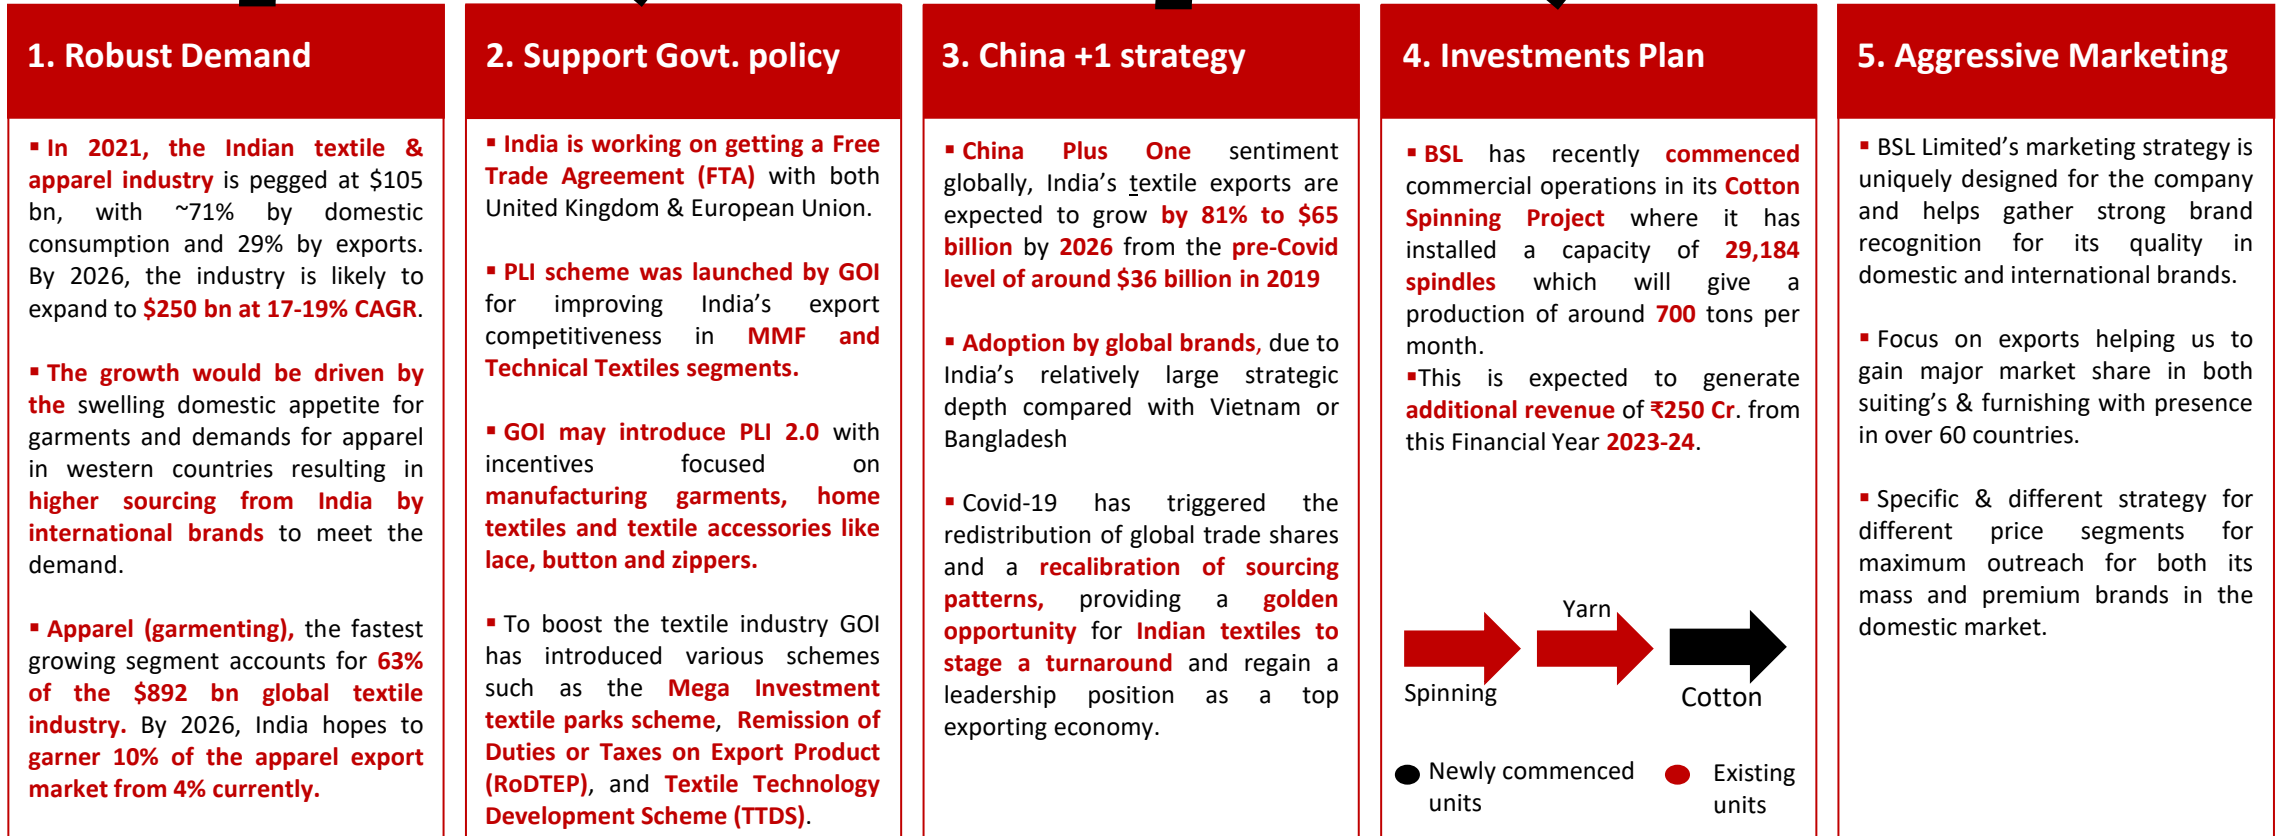 1. Robust Demand
▪ In 2021, the Indian textile &
apparel industry is pegged at $105
bn, with ~71% by domestic
consumption and 29% by exports.
By 2026, the industry is likely to
expand to $250 bn at 17-19% CAGR.
▪ The growth would be driven by
the swelling domestic appetite for
garments and demands for apparel
in western countries resulting in
higher sourcing from India by
international brands to meet the
demand.
▪ Apparel (garmenting), the fastest
growing segment accounts for 63%
of the $892 bn global textile
industry. By 2026, India hopes to
garner 10% of the apparel export
market from 4% currently.
2. Support Govt. policy
▪ India is working on getting a Free
Trade Agreement (FTA) with both
United Kingdom & European Union.
▪ PLI scheme was launched by GOI
for improving India’s export
competitiveness in MMF and
Technical Textiles segments.
▪ GOI may introduce PLI 2.0 with
incentives focused on
manufacturing garments, home
textiles and textile accessories like
lace, button and zippers.
▪ To boost the textile industry GOI
has introduced various schemes
such as the Mega Investment
textile parks scheme, Remission of
Duties or Taxes on Export Product
(RoDTEP), and Textile Technology
Development Scheme (TTDS).
3. China +1 strategy
▪ China Plus One sentiment
globally, India’s textile exports are
expected to grow by 81% to $65
billion by 2026 from the pre-Covid
level of around $36 billion in 2019
▪ Adoption by global brands, due to
India’s relatively large strategic
depth compared with Vietnam or
Bangladesh
▪ Covid-19 has triggered the
redistribution of global trade shares
and a recalibration of sourcing
patterns, providing a golden
opportunity for Indian textiles to
stage a turnaround and regain a
leadership position as a top
exporting economy.
4. Investments Plan
▪ BSL has recently commenced
commercial operations in its Cotton
Spinning Project where it has
installed a capacity of 29,184
spindles which will give a
production of around 700 tons per
month.
▪This is expected to generate
additional revenue of ₹250 Cr. from
this Financial Year 2023-24.
Yarn
Spinning
Cotton
Newly commenced
units
Existing
units
5. Aggressive Marketing
▪ BSL Limited’s marketing strategy is
uniquely designed for the company
and helps gather strong brand
recognition for its quality in
domestic and international brands.
▪ Focus on exports helping us to
gain major market share in both
suiting’s & furnishing with presence
in over 60 countries.
▪ Specific & different strategy for
different price segments for
maximum outreach for both its
mass and premium brands in the
domestic market.